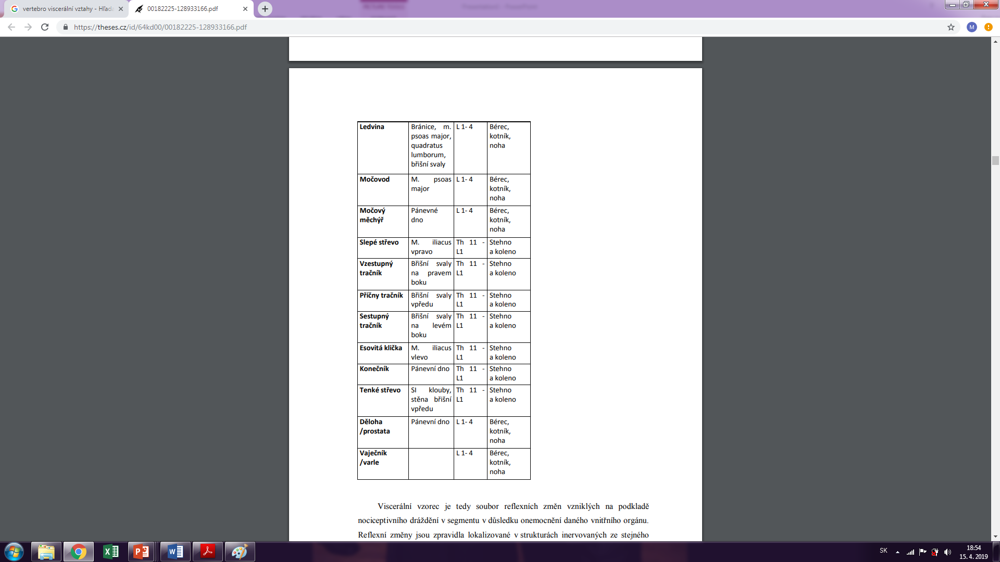 vertebro viscerální vztahy - Hľada
00182225-128933166.pdf
https://theses.cz/id/64kd00/00182225-128933166.pdf
M
Ledvina
Bránice, m.
psoas major,
quadratus
lumborum,
břišní svaly
L 1- 4
Bérec,
kotník,
noha
Močovod
M. psoas
major
L 1- 4
Bérec,
kotník,
noha
Močový
měchýř
Pánevné
dno
L 1- 4
Bérec,
kotník,
noha
Slepé střevo
M. iliacus
vpravo
Th 11 -
L1
Stehno
a koleno
Vzestupný
tračník
Břišní svaly
na pravem
boku
Th 11 -
L1
Stehno
a koleno
Příčny tračník
Břišní svaly
vpředu
Th 11 -
L1
Stehno
a koleno
Sestupný
tračník
Břišní svaly
na levém
boku
Th 11 -
L1
Stehno
a koleno
Esovitá klička
M. iliacus
vlevo
Th 11 -
L1
Stehno
a koleno
Konečník
Pánevní dno
Th 11 -
L1
Stehno
a koleno
Tenké střevo
SI klouby,
stěna břišní
vpředu
Th 11 -
L1
Stehno
a koleno
Děloha
/prostata
Pánevní dno
L 1- 4
Bérec,
kotník,
noha
Vaječník
/varle
L 1- 4
Bérec,
kotník,
noha
Viscerální vzorec je tedy soubor reflexních změn vzniklých na podkladě
nociceptivního dráždění v segmentu v důsledku onemocnění daného vnitřního orgánu.
Reflexní změny jsou zpravidla lokalizované v strukturách inervovaných ze stejného
SK
18:54
15. 4. 2019